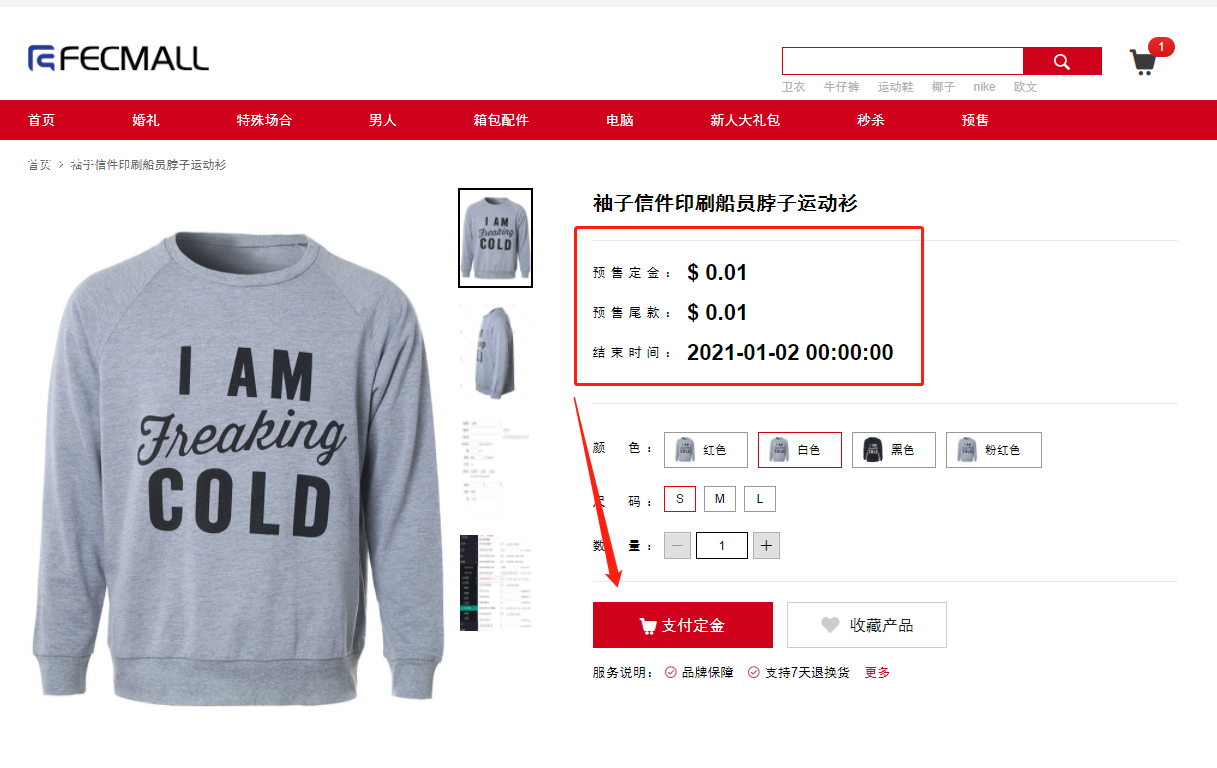 FECMALL
1
卫衣 牛仔裤 运动鞋 椰子 nike 欧文
首页 婚礼 特殊场合 男人 箱包配件 电脑 新人大礼包 秒杀 预售
首页 > 袖子信件印刷船员脖子运动衫
袖子信件印刷船员脖子运动衫
I AM
Freaking
COLD
I AM
Freaking
COLD
预售定金： $ 0.01
预售尾款： $ 0.01
结束时间： 2021-01-02 00:00:00
颜 色： 红色 白色 黑色 粉红色
尺 码： S M L
数 量： － 1 +
支付定金 收藏产品
服务说明： 品牌保障 支持7天退换货 更多